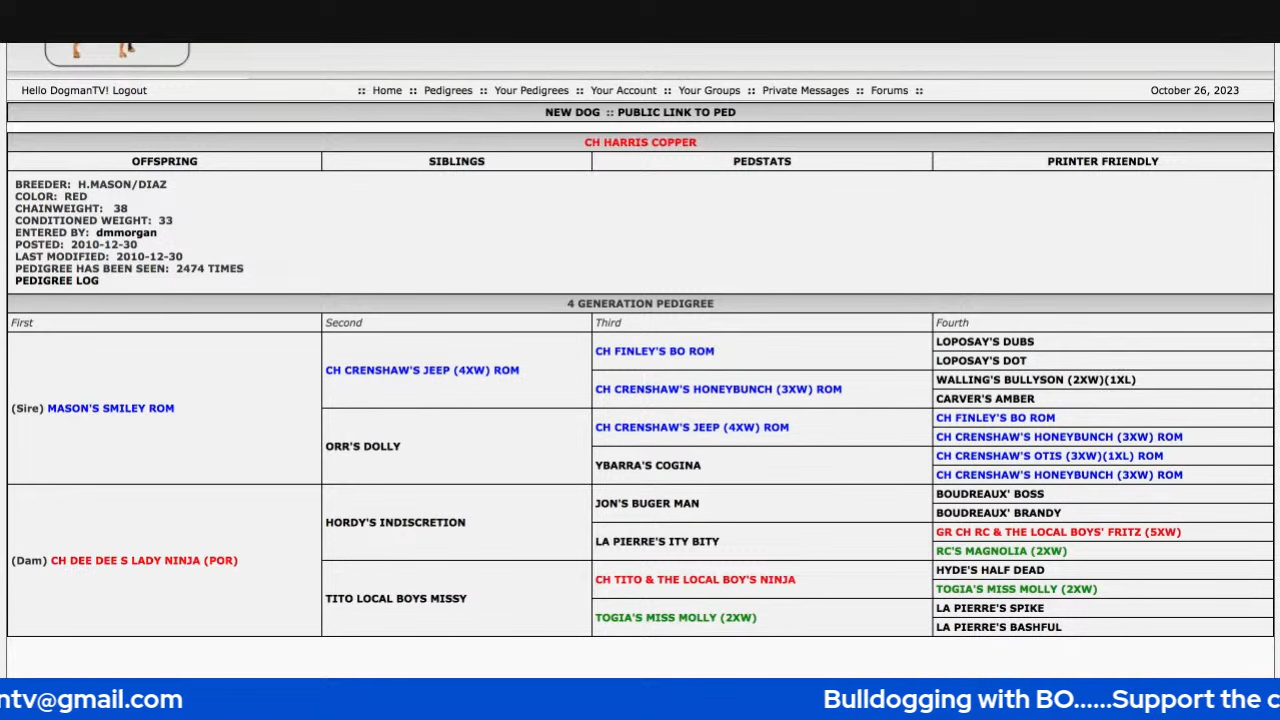 Hello DogmanTV! Logout :: Home :: Pedigrees :: Your Pedigrees :: Your Account :: Your Groups :: Private Messages :: Forums :: October 26, 2023
NEW DOG :: PUBLIC LINK TO PED
CH HARRIS COPPER
OFFSPRING SIBLINGS PEDSTATS PRINTER FRIENDLY
BREEDER: H.MASON/DIAZ
COLOR: RED
CHAINWEIGHT: 38
CONDITIONED WEIGHT: 33
ENTERED BY: dmmorgan
POSTED: 2010-12-30
LAST MODIFIED: 2010-12-30
PEDIGREE HAS BEEN SEEN: 2474 TIMES
PEDIGREE LOG
4 GENERATION PEDIGREE
First Second Third Fourth
(Sire) MASON'S SMILEY ROM
CH CRENSHAW'S JEEP (4XW) ROM
CH FINLEY'S BO ROM
LOPOSAY'S DUBS
LOPOSAY'S DOT
CH CRENSHAW'S HONEYBUNCH (3XW) ROM
WALLING'S BULLYSON (2XW)(1XL)
CARVER'S AMBER
ORR'S DOLLY
CH CRENSHAW'S JEEP (4XW) ROM
CH FINLEY'S BO ROM
CH CRENSHAW'S HONEYBUNCH (3XW) ROM
YBARRA'S COGINA
CH CRENSHAW'S OTIS (3XW)(1XL) ROM
CH CRENSHAW'S HONEYBUNCH (3XW) ROM
(Dam) CH DEE DEE S LADY NINJA (POR)
HORDY'S INDISCRETION
JON'S BUGER MAN
BOUDREAUX' BOSS
BOUDREAUX' BRANDY
LA PIERRE'S ITY BITY
GR CH RC & THE LOCAL BOYS' FRITZ (5XW)
RC'S MAGNOLIA (2XW)
TITO LOCAL BOYS MISSY
CH TITO & THE LOCAL BOY'S NINJA
HYDE'S HALF DEAD
TOGIA'S MISS MOLLY (2XW)
TOGIA'S MISS MOLLY (2XW)
LA PIERRE'S SPIKE
LA PIERRE'S BASHFUL
ntv@gmail.com Bulldogging with BO......Support the c